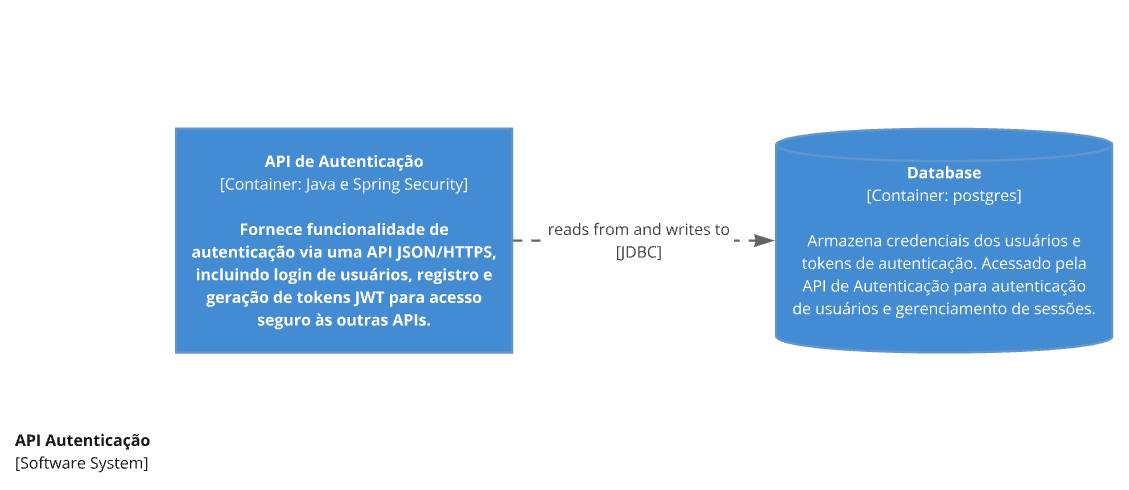 API de Autenticação
[Container: Java e Spring Security]
Fornece funcionalidade de
autenticação via uma API JSON/HTTPS,
incluindo login de usuários, registro e
geração de tokens JWT para acesso
seguro às outras APIs.
reads from and writes to
[JDBC]
Database
[Container: postgres]
Armazena credenciais dos usuários e
tokens de autenticação. Acessado pela
API de Autenticação para autenticação
de usuários e gerenciamento de sessões.
API Autenticação
[Software System]